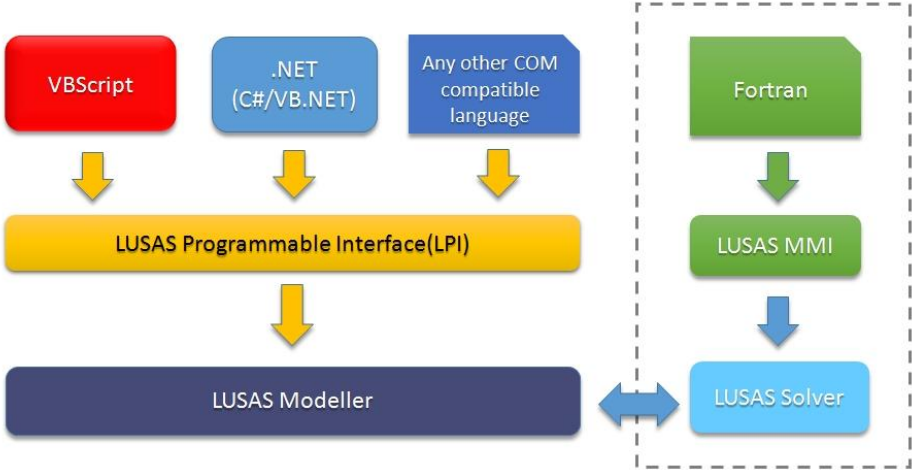 VBScript
.NET
(C#/VB.NET)
Any other COM
compatible
language
Fortran
LUSAS Programmable Interface(LPI)
LUSAS MMI
LUSAS Modeller
LUSAS Solver